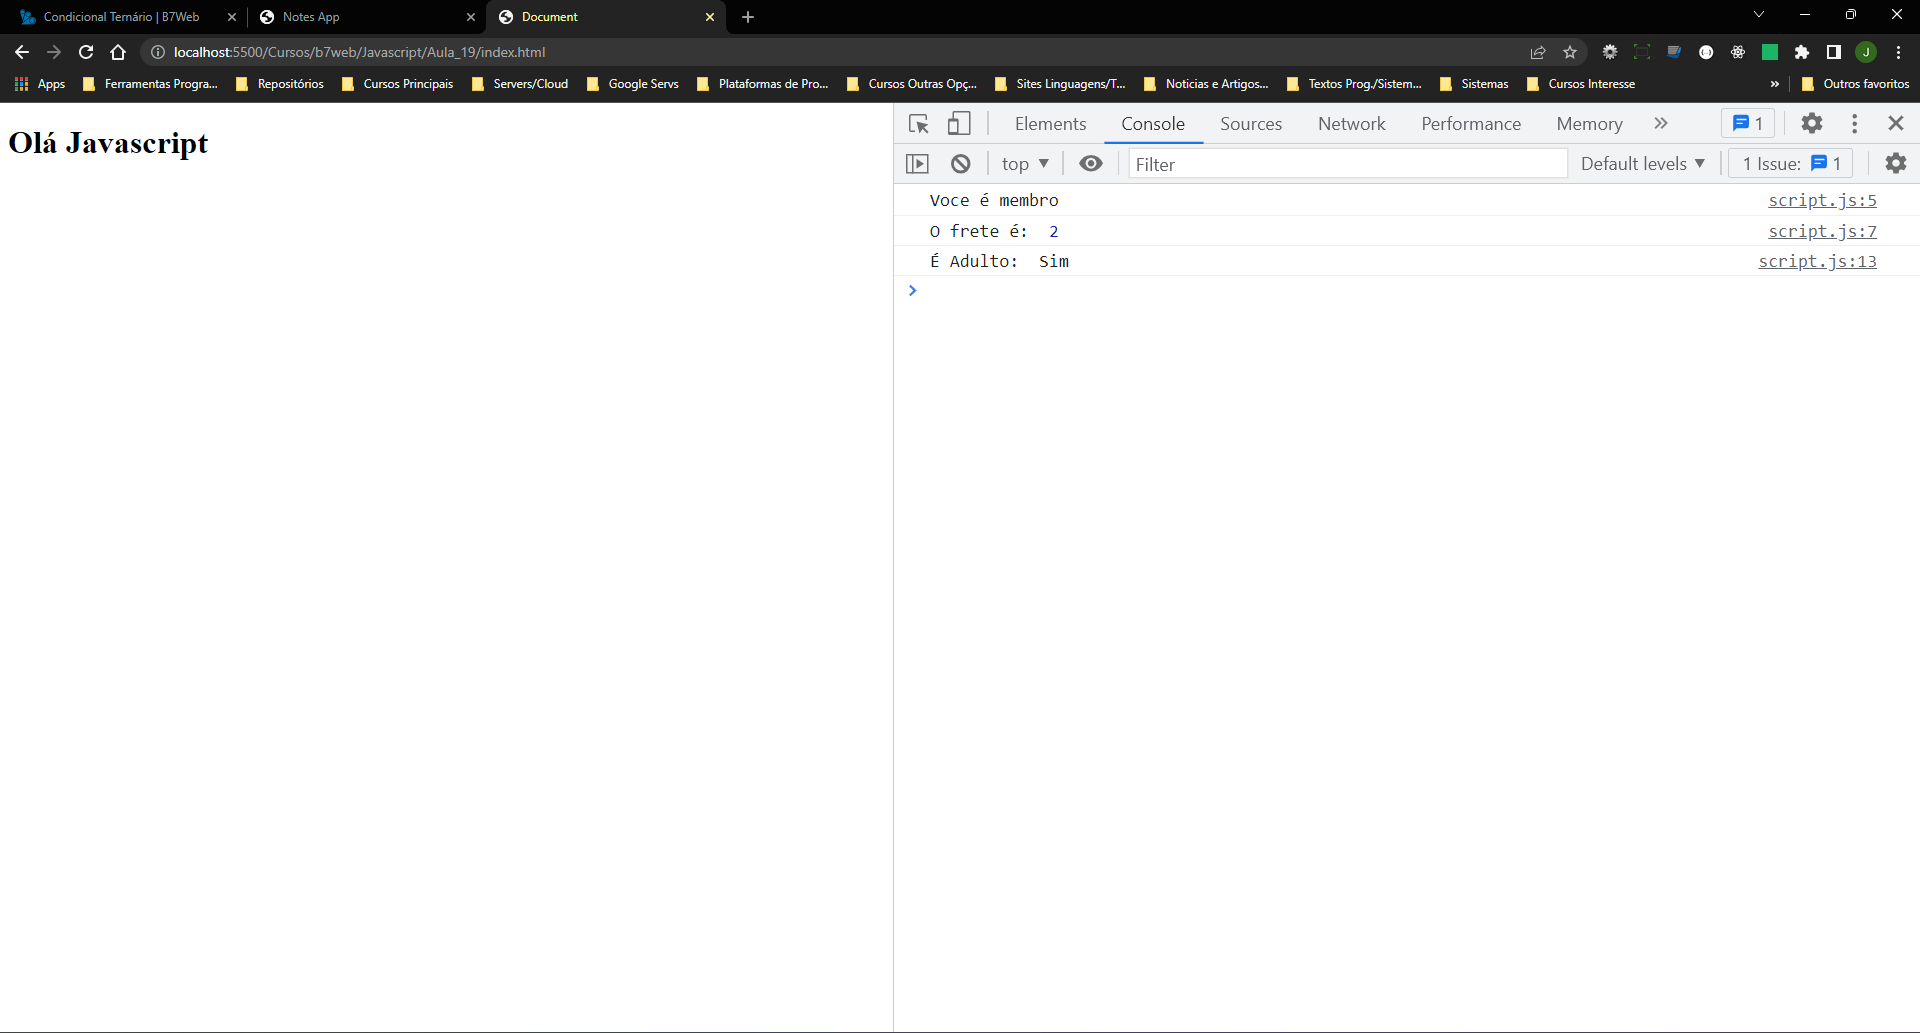 Condicional Ternário | B7Web
Notes App
Document
localhost:5500/Cursos/b7web/Javascript/Aula_19/index.html
J
Apps
Ferramentas Progra...
Repositórios
Cursos Principais
Servers/Cloud
Google Servs
Plataformas de Pro...
Cursos Outras Opç...
Sites Linguagens/T...
Noticias e Artigos...
Textos Prog./Sistem...
Sistemas
Cursos Interesse
»
Outros favoritos
Olá Javascript
Elements
Console
Sources
Network
Performance
Memory
1
top
Filter
Default levels
1 Issue: 1
Voce é membro script.js:5
O frete é: 2 script.js:7
É Adulto: Sim script.js:13